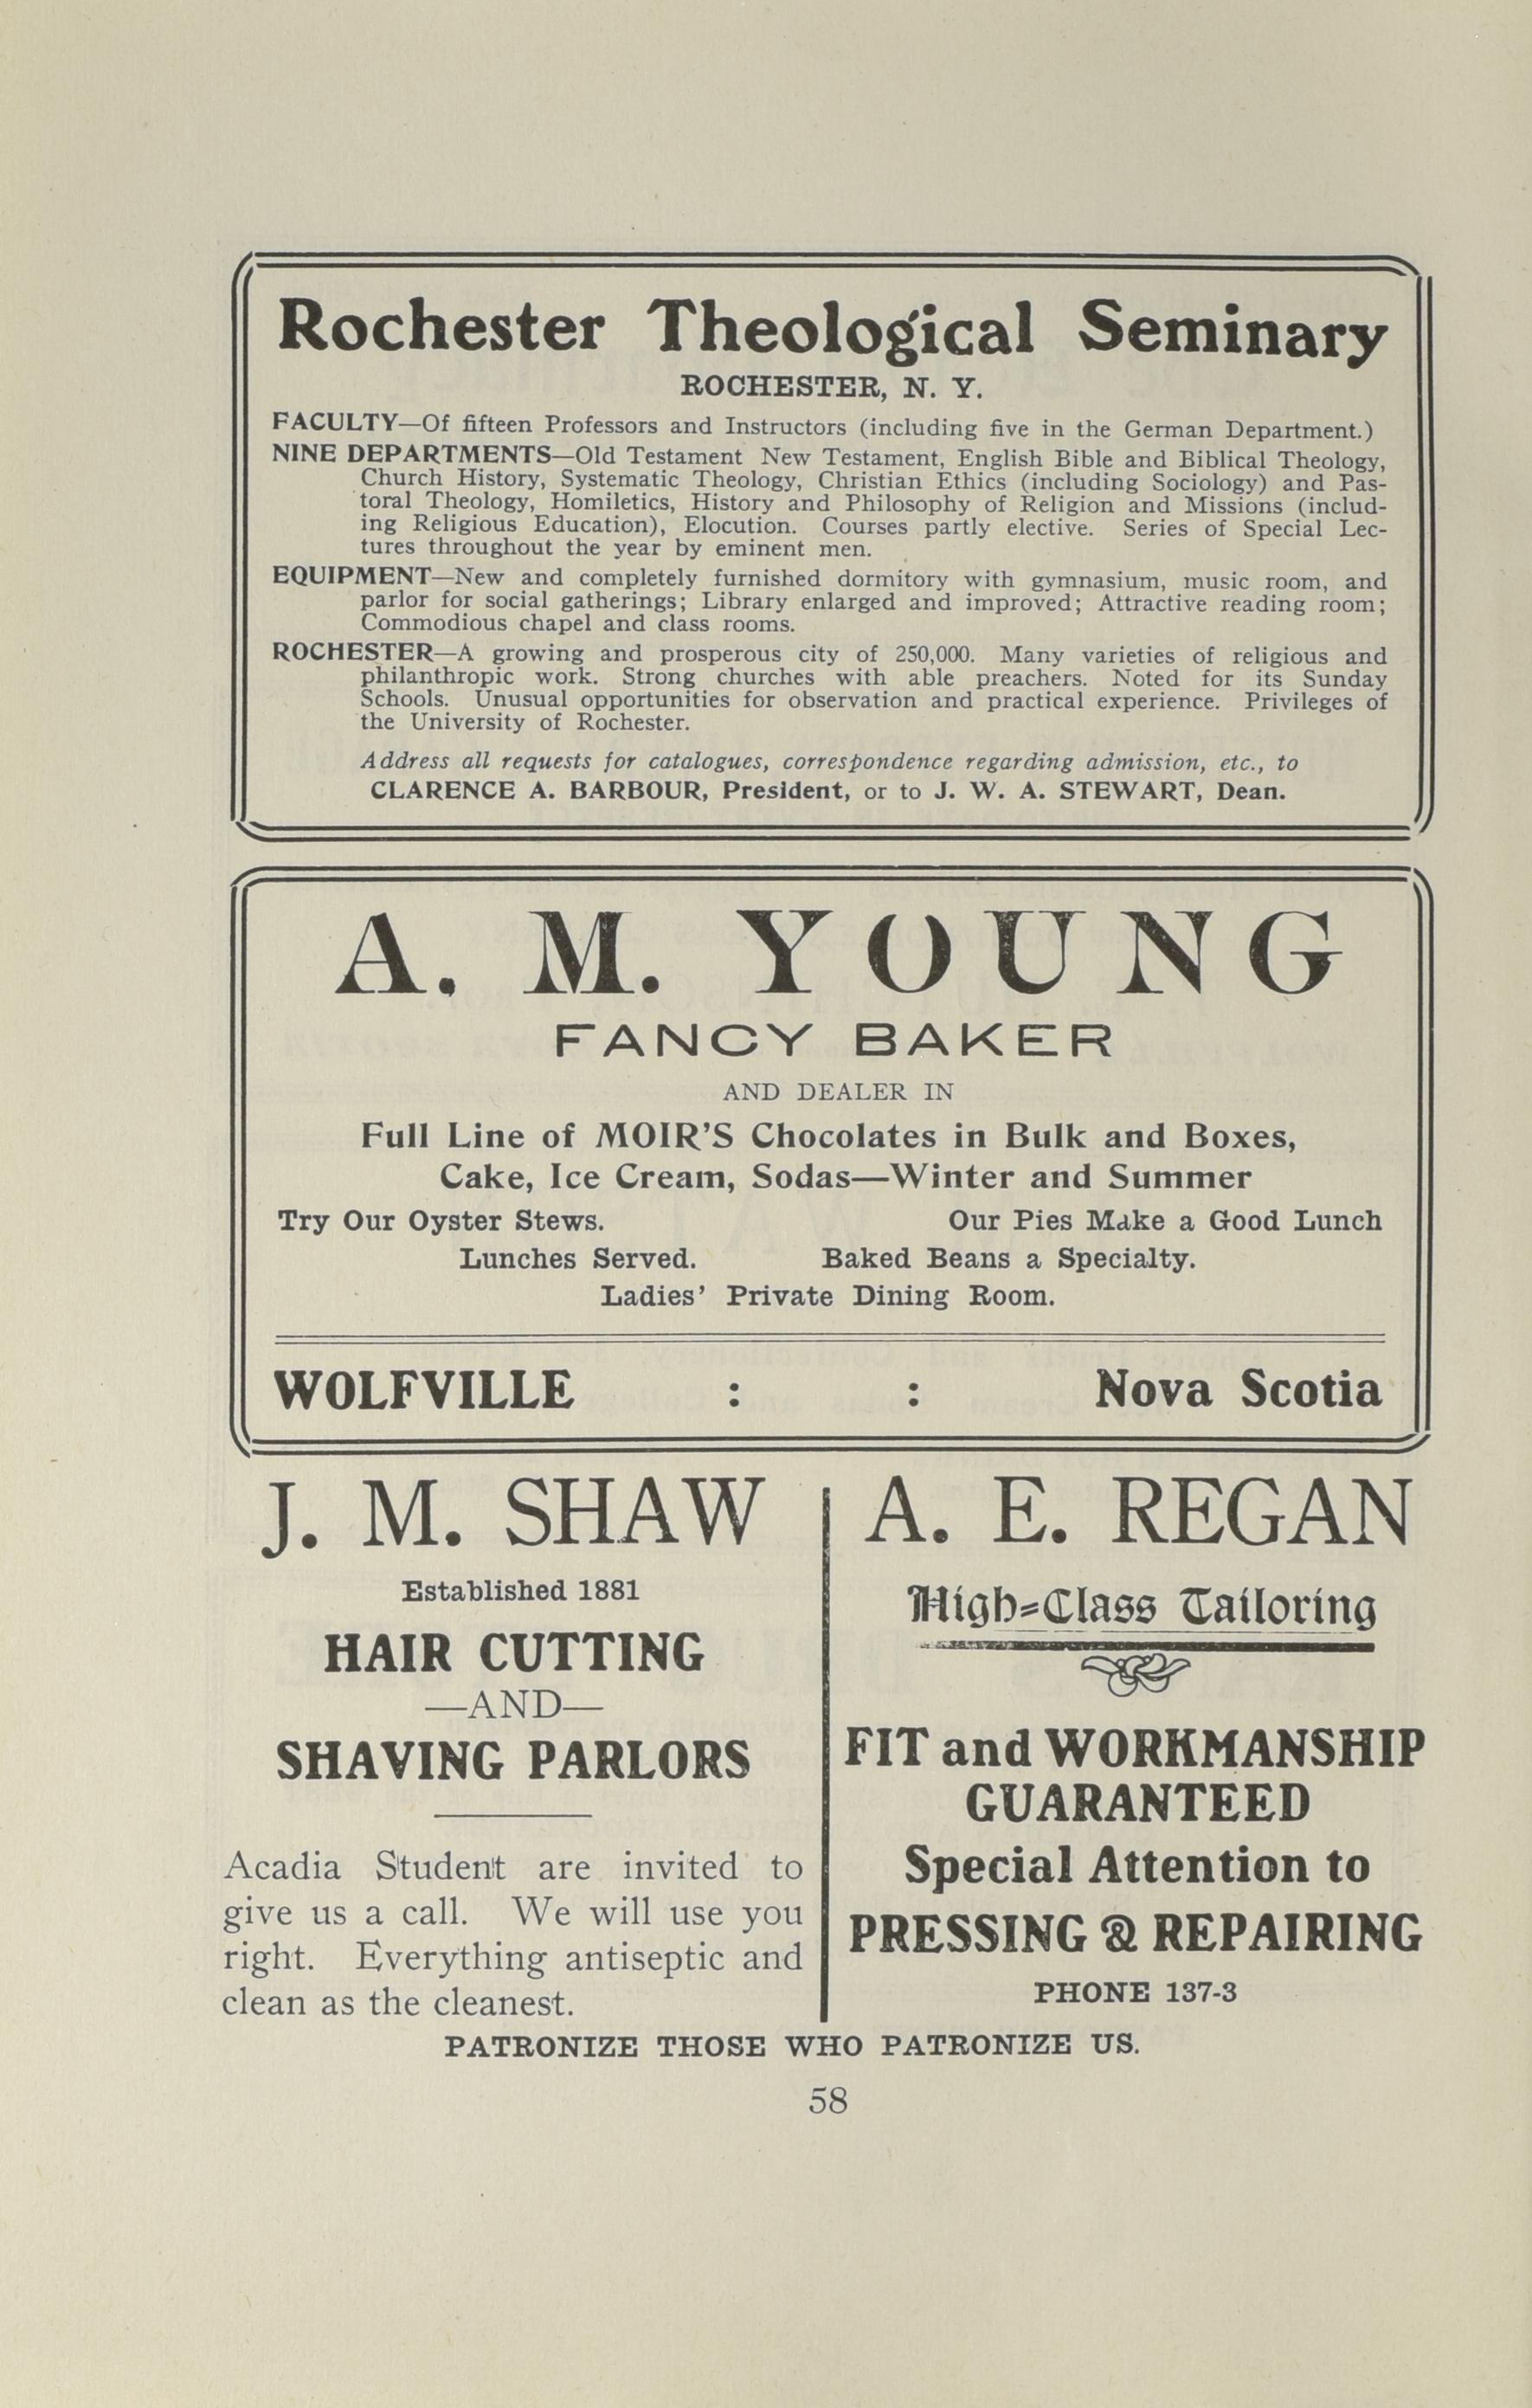 Rochester Theological Seminary
ROCHESTER, N. Y.
FACULTY—Of fifteen Professors and Instructors (including five in the German Department.)
NINE DEPARTMENTS—Old Testament New Testament, English Bible and Biblical Theology,
Church History, Systematic Theology, Christian Ethics (including Sociology) and Pas-
toral Theology, Homiletics, History and Philosophy of Religion and Missions (includ-
ing Religious Education), Elocution. Courses partly elective. Series of Special Lec-
tures throughout the year by eminent men.
EQUIPMENT—New and completely furnished dormitory with gymnasium, music room, and
parlor for social gatherings; Library enlarged and improved; Attractive reading room;
Commodious chapel and class rooms.
ROCHESTER—A growing and prosperous city of 250,000. Many varieties of religious and
philanthropic work. Strong churches with able preachers. Noted for its Sunday
Schools. Unusual opportunities for observation and practical experience. Privileges of
the University of Rochester.
Address all requests for catalogues, correspondence regarding admission, etc., to
CLARENCE A. BARBOUR, President, or to J. W. A. STEWART, Dean.
A. M. YOUNG
FANCY BAKER
AND DEALER IN
Full Line of MOIR'S Chocolates in Bulk and Boxes,
Cake, Ice Cream, Sodas—Winter and Summer
Try Our Oyster Stews. Our Pies Make a Good Lunch
Lunches Served. Baked Beans a Specialty.
Ladies' Private Dining Room.
WOLFVILLE : : Nova Scotia
J. M. SHAW
Established 1881
HAIR CUTTING
—AND—
SHAVING PARLORS
Acadia Student are invited to
give us a call. We will use you
right. Everything antiseptic and
clean as the cleanest.
A. E. REGAN
High-Class Tailoring
FIT and WORKMANSHIP
GUARANTEED
Special Attention to
PRESSING & REPAIRING
PHONE 137-3
PATRONIZE THOSE WHO PATRONIZE US.
58